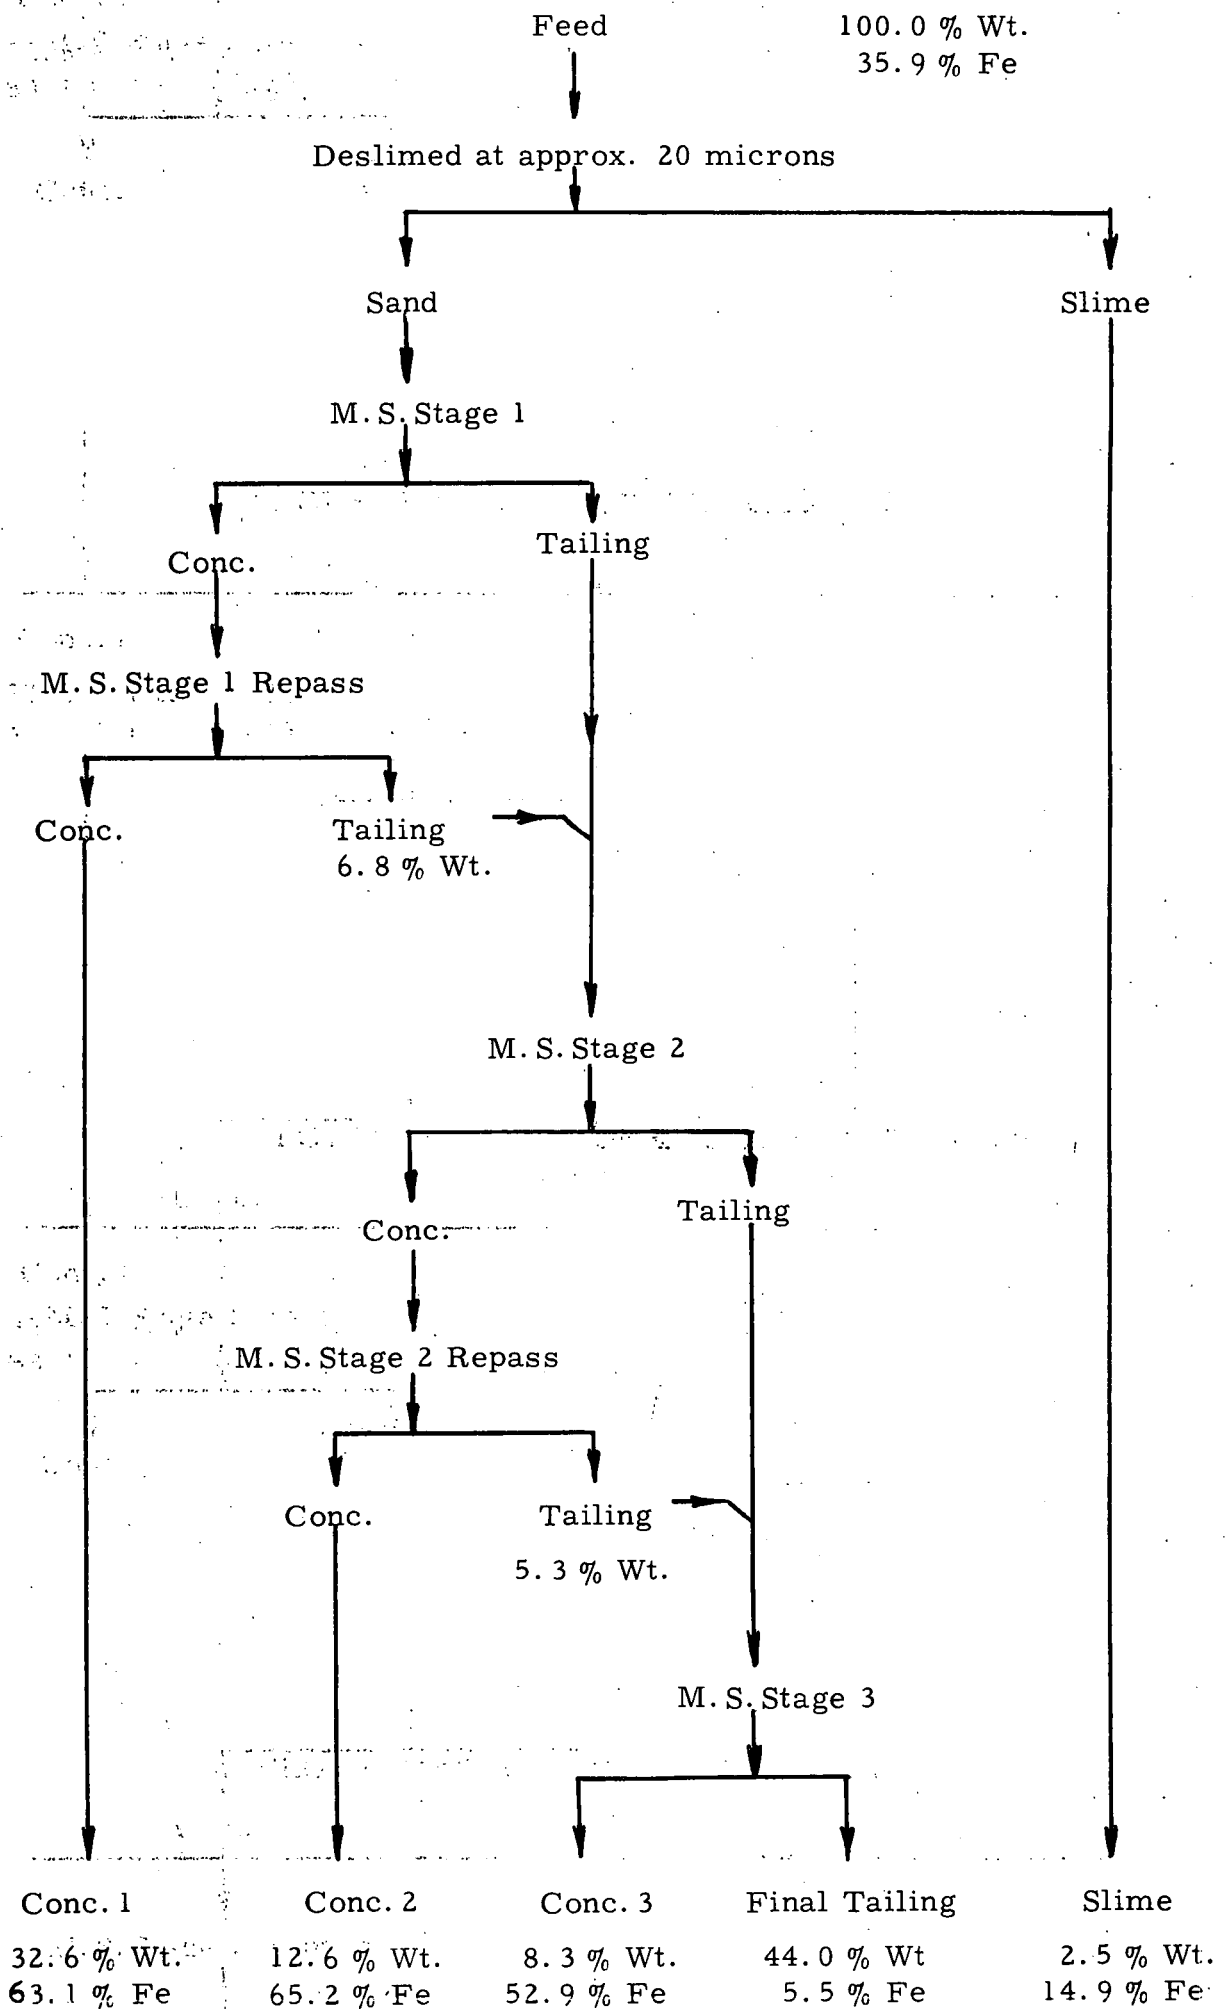 Feed
100.0 % Wt.
35.9 % Fe
Deslimed at approx. 20 microns
Sand
Slime
M.S. Stage 1
Conc.
Tailing
M.S. Stage 1 Repass
Conc.
Tailing
6.8 % Wt.
M.S. Stage 2
Conc.
Tailing
M.S. Stage 2 Repass
Conc.
Tailing
5.3 % Wt.
M.S. Stage 3
Conc. 1
32.6 % Wt.
63.1 % Fe
Conc. 2
12.6 % Wt.
65.2 % Fe
Conc. 3
8.3 % Wt.
52.9 % Fe
Final Tailing
44.0 % Wt
5.5 % Fe
Slime
2.5 % Wt.
14.9 % Fe